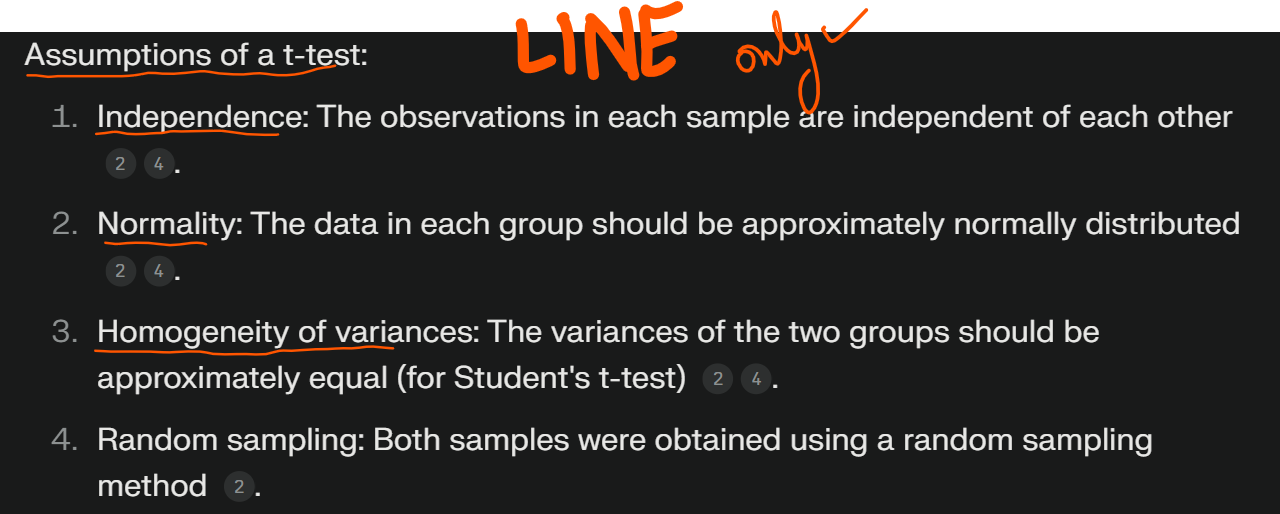 LINE only
Assumptions of a t-test:
1. Independence: The observations in each sample are independent of each other
2 4.
2. Normality: The data in each group should be approximately normally distributed
2 4.
3. Homogeneity of variances: The variances of the two groups should be
approximately equal (for Student's t-test) 2 4.
4. Random sampling: Both samples were obtained using a random sampling
method 2.